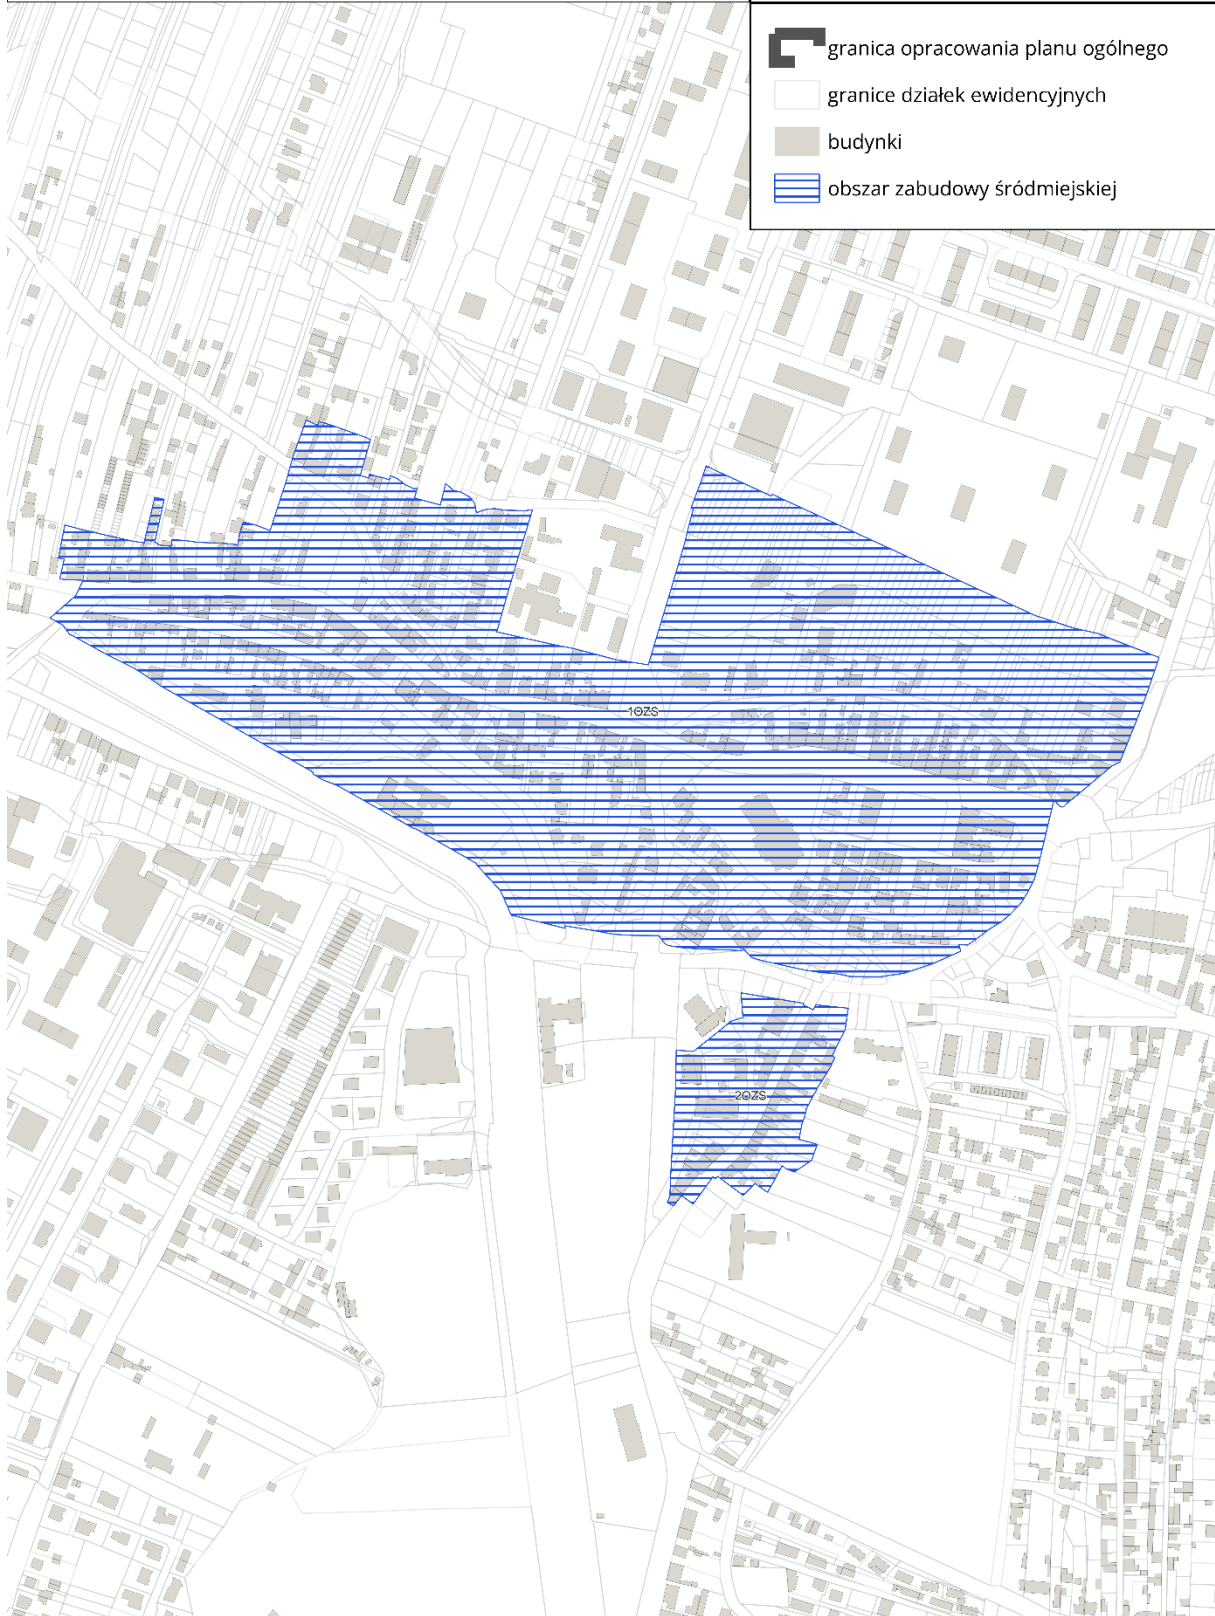 granica opracowania planu ogólnego
granice działek ewidencyjnych
budynki
obszar zabudowy śródmiejskiej
1OZS
2OZS